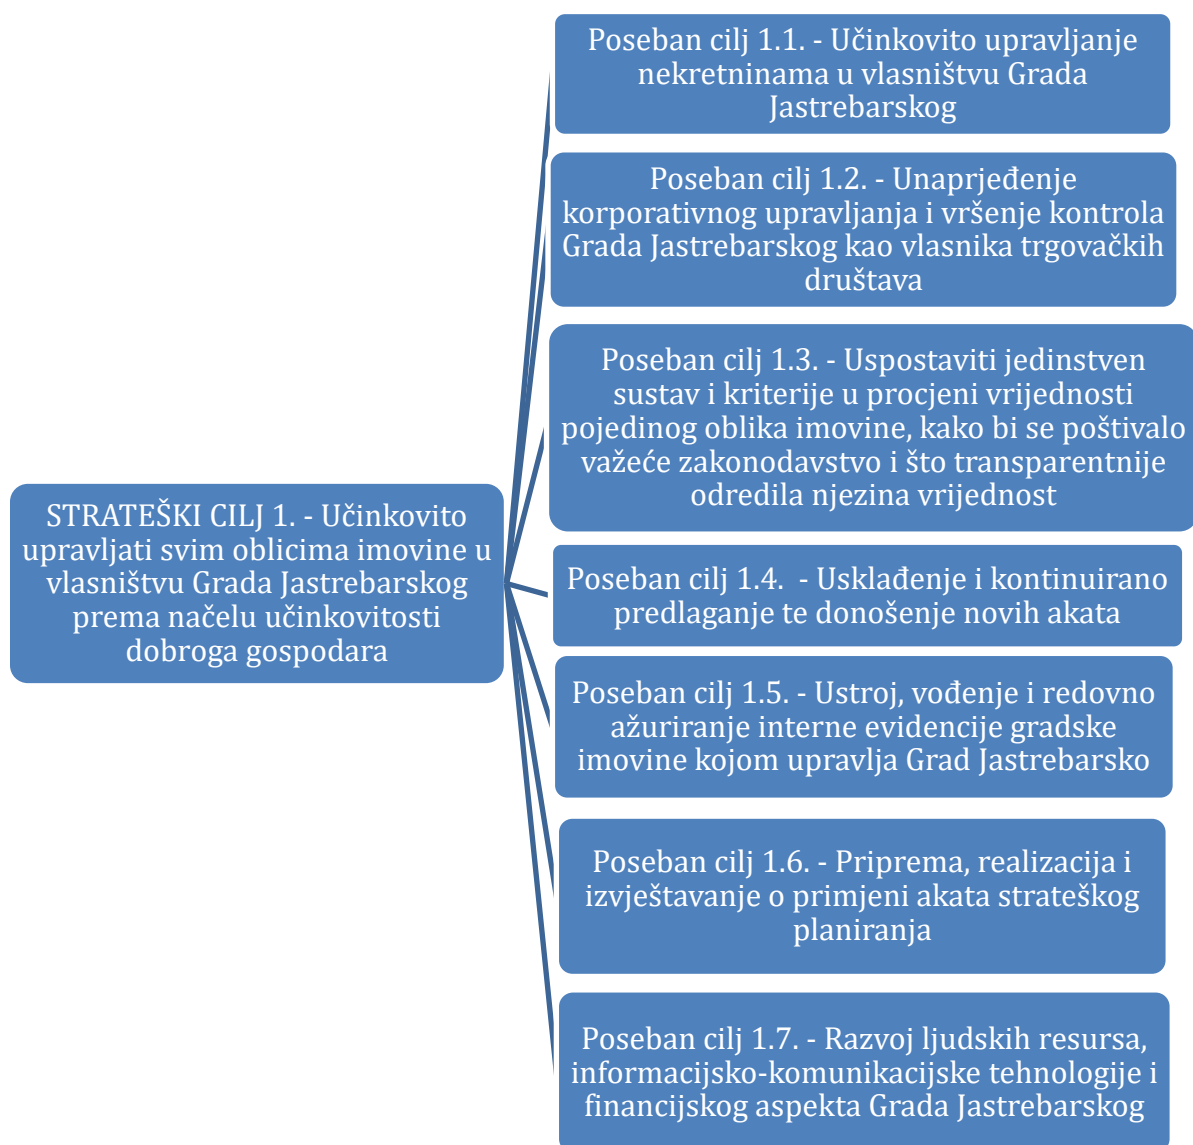 STRATEŠKI CILJ 1. - Učinkovito
upravljati svim oblicima imovine u
vlasništvu Grada Jastrebarskog
prema načelu učinkovitosti
dobroga gospodara
Poseban cilj 1.1. - Učinkovito upravljanje
nekretninama u vlasništvu Grada
Jastrebarskog
Poseban cilj 1.2. - Unaprjeđenje
korporativnog upravljanja i vršenje kontrola
Grada Jastrebarskog kao vlasnika trgovačkih
društava
Poseban cilj 1.3. - Uspostaviti jedinstven
sustav i kriterije u procjeni vrijednosti
pojedinog oblika imovine, kako bi se poštivalo
važeće zakonodavstvo i što transparentnije
odredila njezina vrijednost
Poseban cilj 1.4.  - Usklađenje i kontinuirano
predlaganje te donošenje novih akata
Poseban cilj 1.5. - Ustroj, vođenje i redovno
ažuriranje interne evidencije gradske
imovine kojom upravlja Grad Jastrebarsko
Poseban cilj 1.6. - Priprema, realizacija i
izvještavanje o primjeni akata strateškog
planiranja
Poseban cilj 1.7. - Razvoj ljudskih resursa,
informacijsko-komunikacijske tehnologije i
financijskog aspekta Grada Jastrebarskog